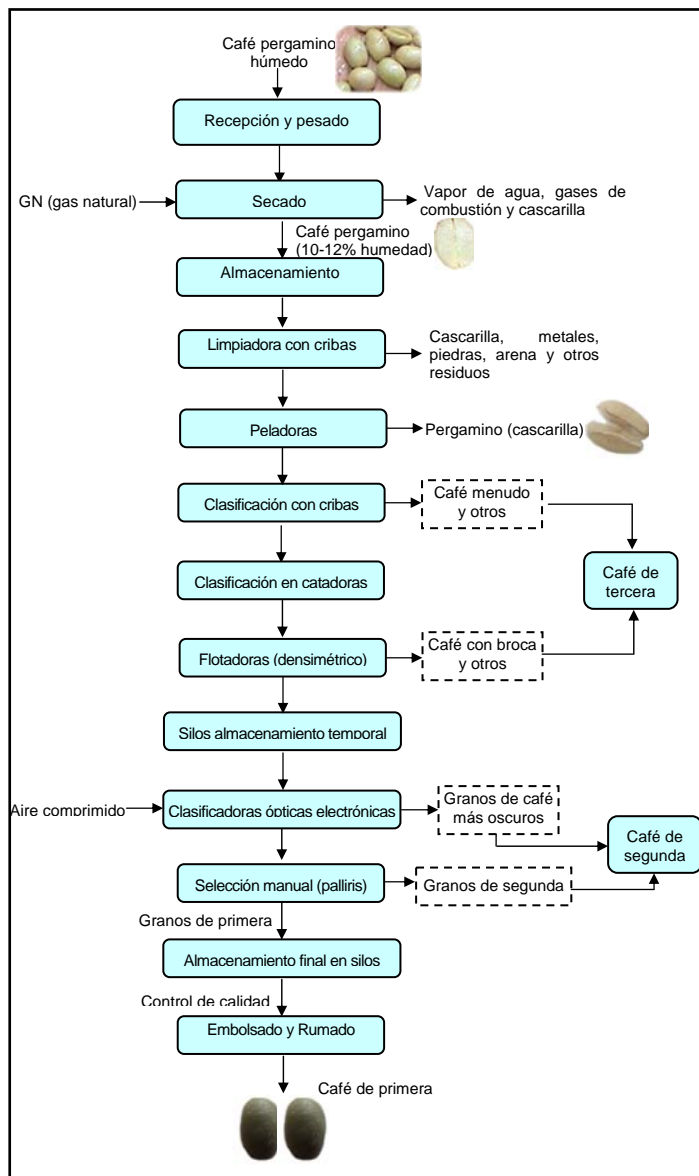 Café pergamino
húmedo
Recepción y pesado
GN (gas natural)
Secado
Vapor de agua, gases de
combustión y cascarilla
Café pergamino
(10-12% humedad)
Almacenamiento
Limpiadora con cribas
Cascarilla, metales,
piedras, arena y otros
residuos
Peladoras
Pergamino (cascarilla)
Clasificación con cribas
Café menudo
y otros
Clasificación en catadoras
Café de
tercera
Flotadoras (densimétrico)
Café con broca
y otros
Silos almacenamiento temporal
Aire comprimido
Clasificadoras ópticas electrónicas
Granos de café
más oscuros
Café de
segunda
Selección manual (palliris)
Granos de segunda
Granos de primera
Almacenamiento final en silos
Control de calidad
Embolsado y Rumado
Café de primera